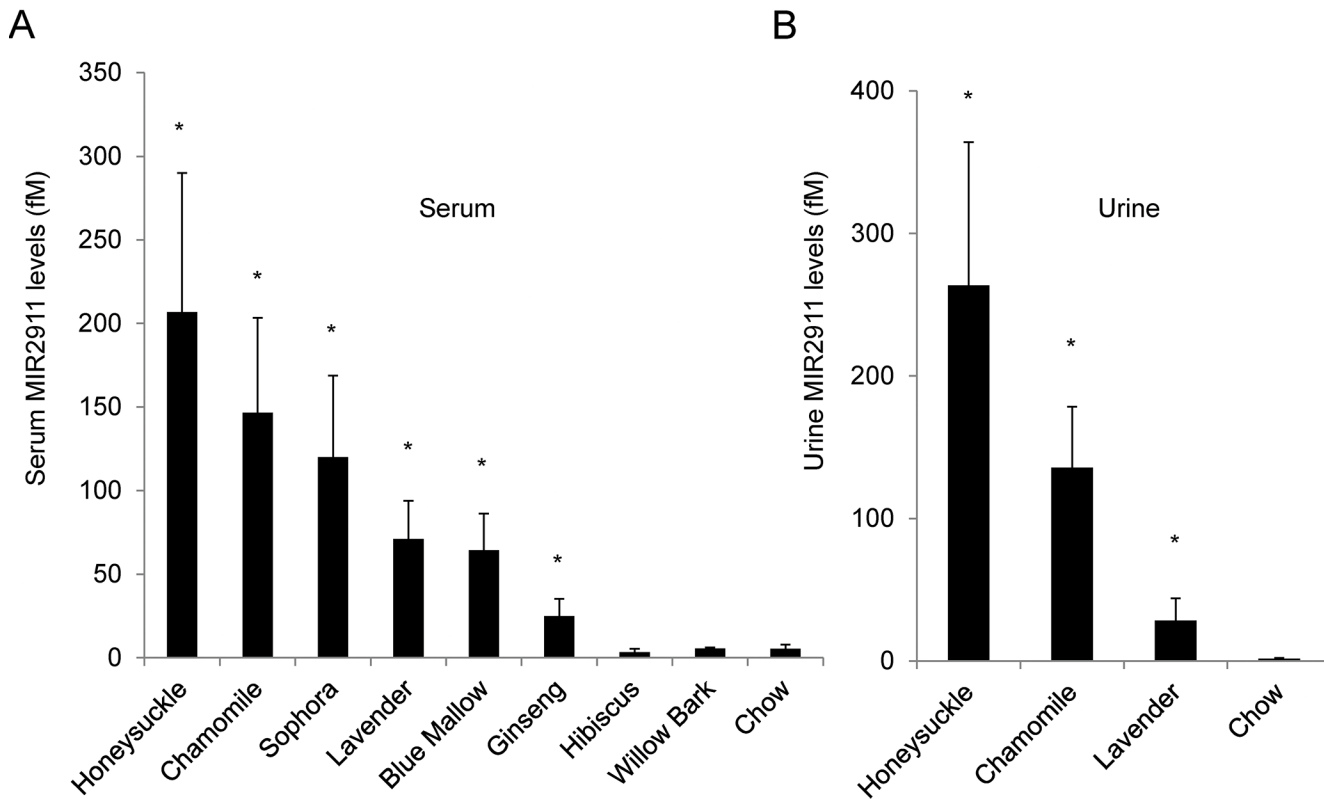 A
Serum MIR2911 levels (fM)
350
300
250
200
150
100
50
0
Serum
*
*
*
*
*
*
Honeysuckle
Chamomile
Sophora
Lavender
Blue Mallow
Ginseng
Hibiscus
Willow Bark
Chow
B
Urine MIR2911 levels (fM)
400
300
200
100
0
Urine
*
*
*
Honeysuckle
Chamomile
Lavender
Chow